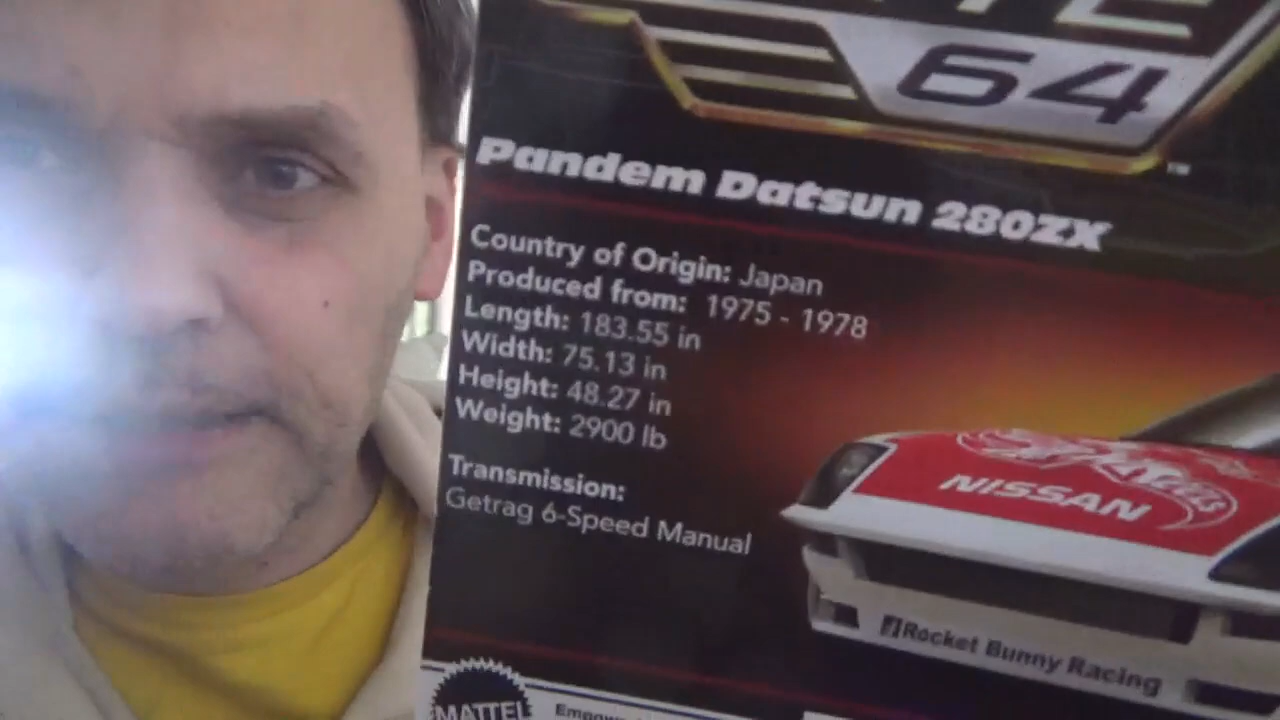 64
TM
Pandem Datsun 280ZX
Country of Origin: Japan
Produced from: 1975 - 1978
Length: 183.55 in
Width: 75.13 in
Height: 48.27 in
Weight: 2900 lb
Transmission:
Getrag 6-Speed Manual
NISSAN
Rocket Bunny Racing
MATTEL